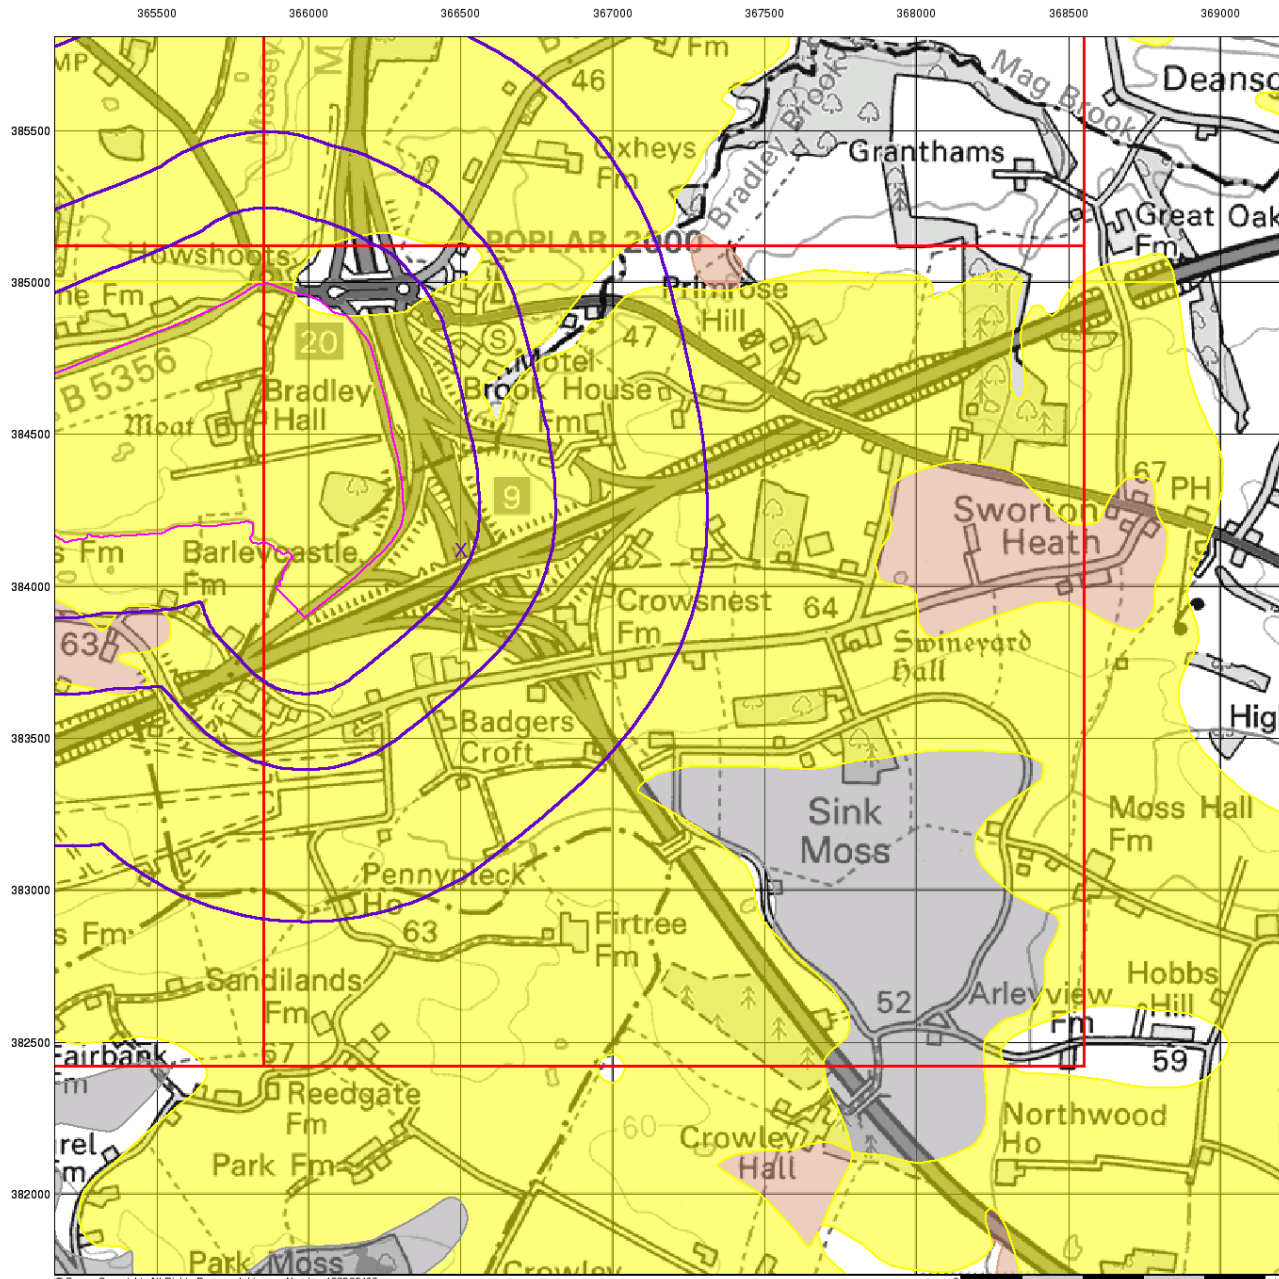 365500 366000 366500 367000 367500 368000 368500 369000
385500
385000
384500
384000
383500
383000
382500
382000
MP
Massey
M
46
Fm
Mag Brook
Deansc
Bradley Brook
Oxheys
Fm
Granthams
Great Oak
Fm
Howshoots
POPLAR 2000
ne Fm
Primrose
Hill
20
S
47
B 5356
Motel
Bradley
Hall
Brook House
Fm
Moat
9
67
PH
Sworton
Heath
s Fm
Barleycastle
Fm
X
63
Crowsnest
Fm
64
Swineyard
Hall
Badgers
Croft
High
Sink
Moss
Moss Hall
Fm
Pennypleck
Ho
63
Firtree
Fm
s Fm
Sandilands
Fm
52
Arleyview
Fm
Hobbs
Hill
Fairbank
m
67
59
Reedgate
Fm
60
Crowley
Hall
Northwood
Ho
rel
m
Park Fm
Park Moss
Crowley